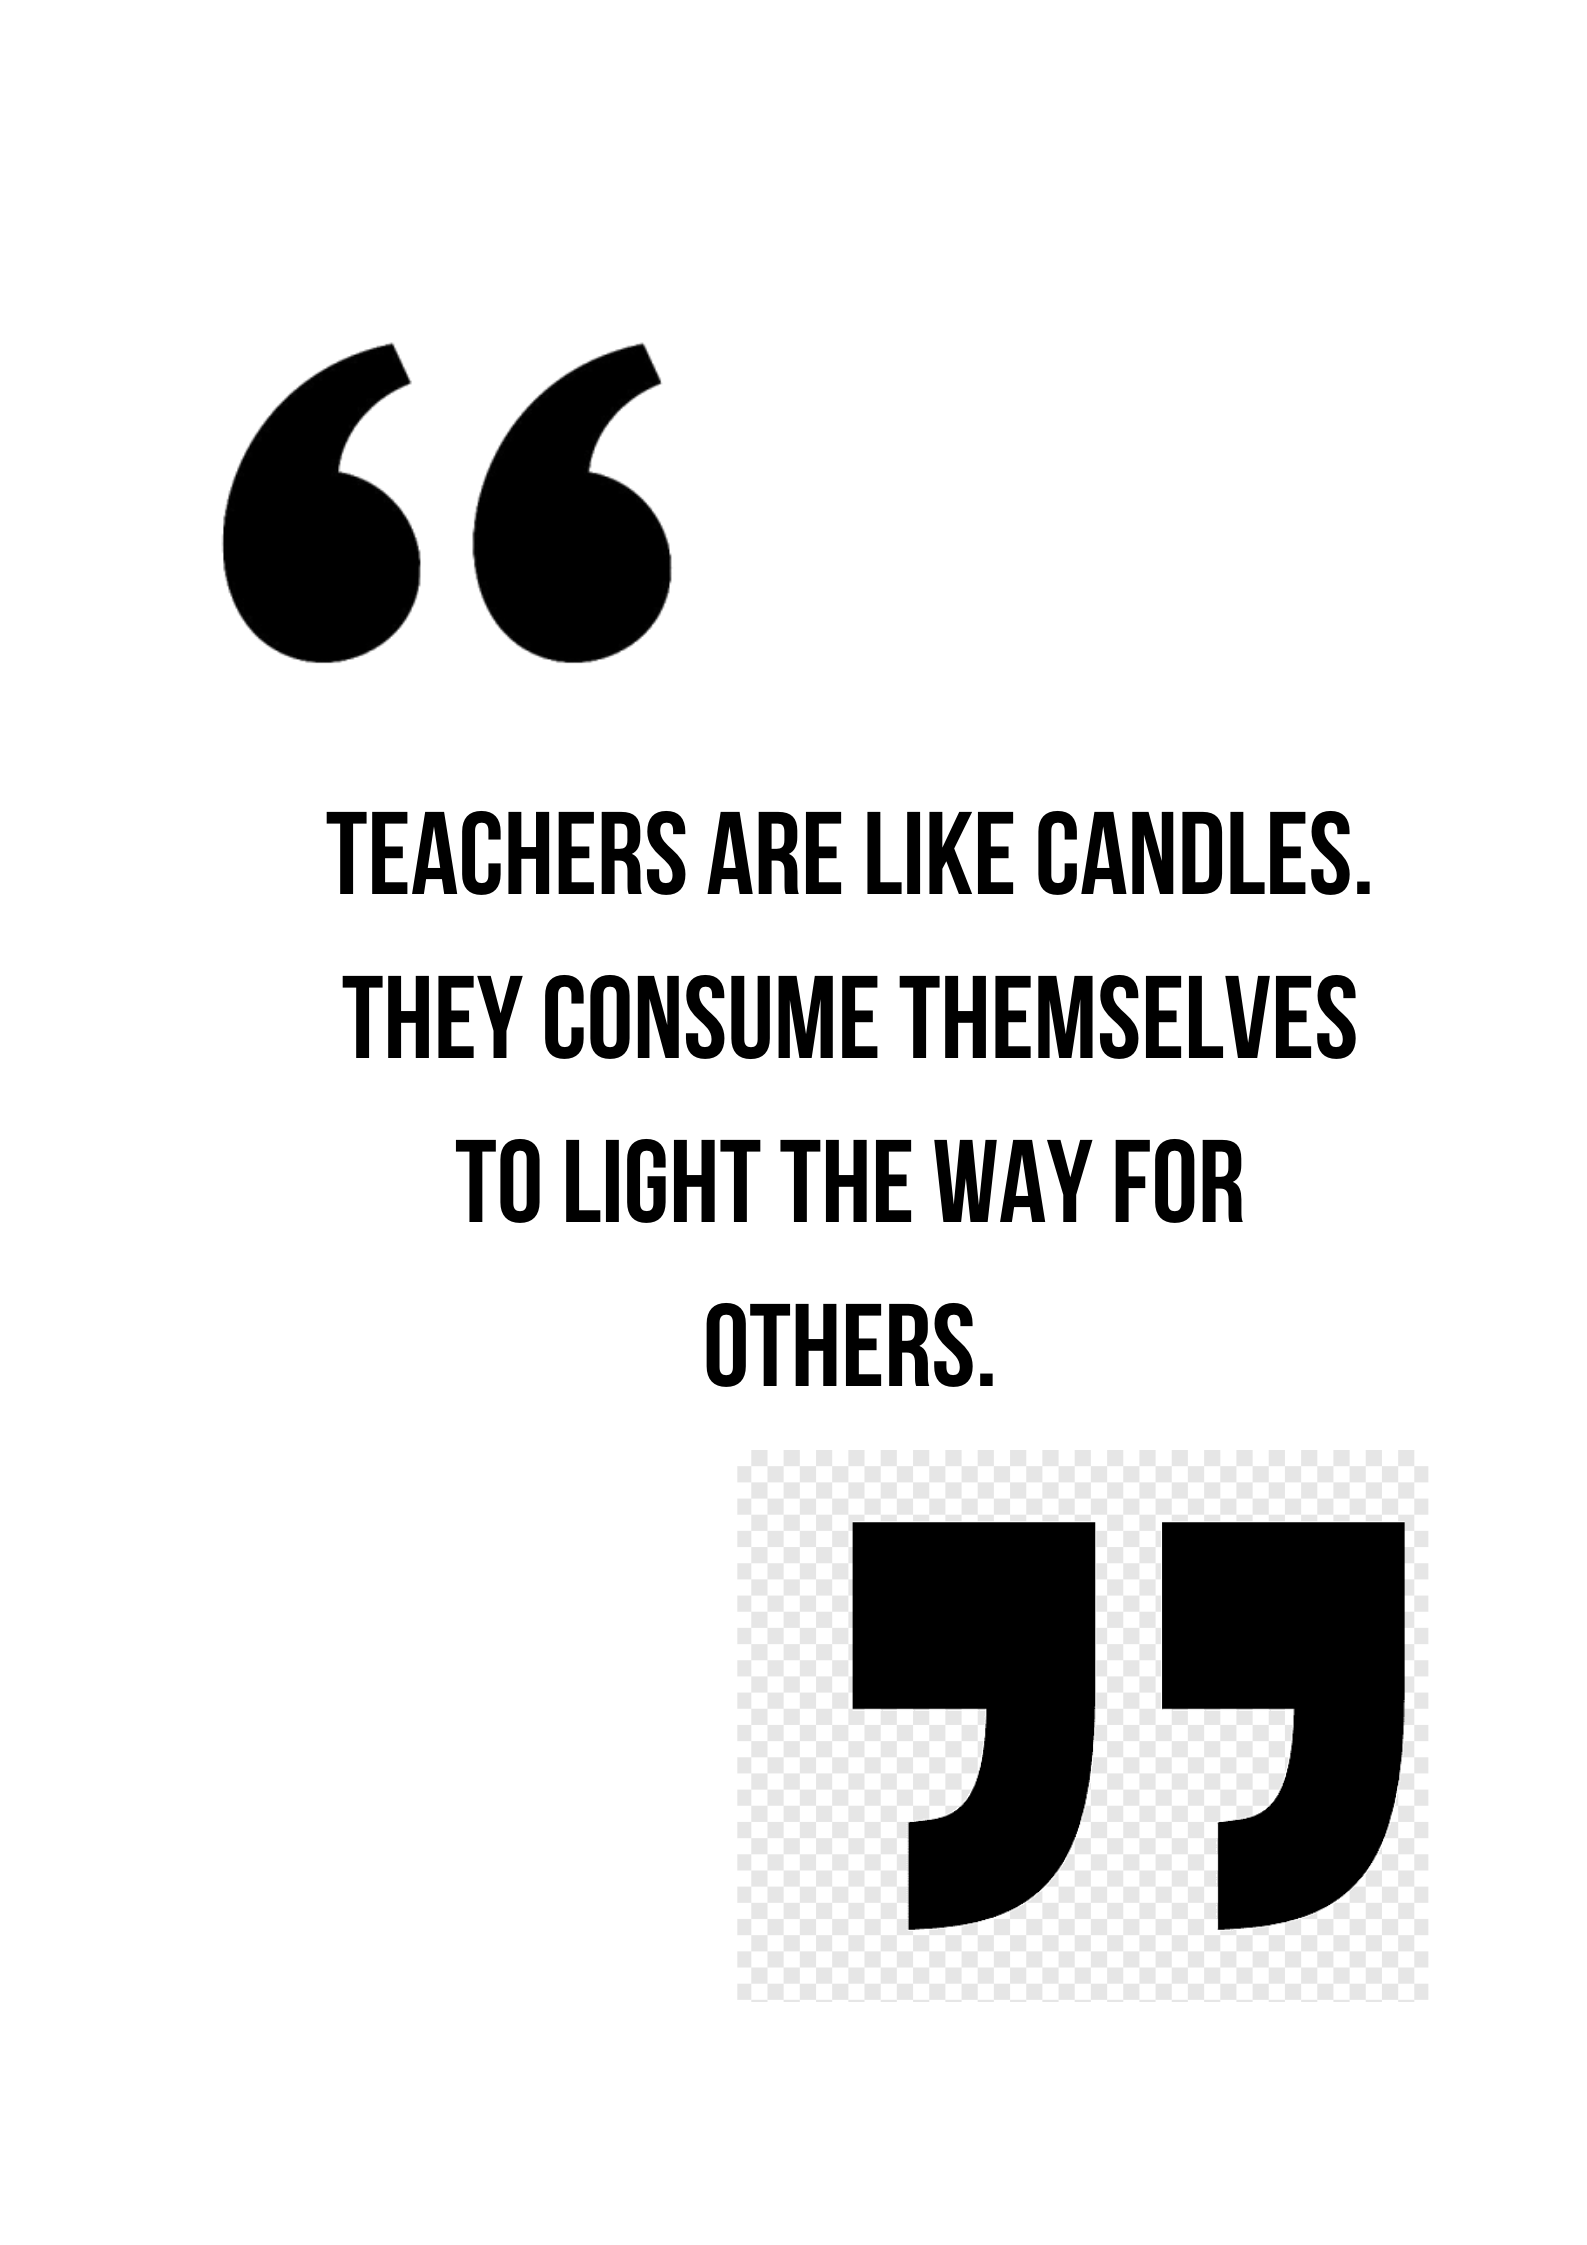 “
TEACHERS ARE LIKE CANDLES.
THEY CONSUME THEMSELVES
TO LIGHT THE WAY FOR
OTHERS.
”